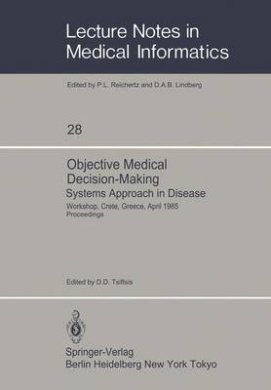 Lecture Notes in
Medical Informatics
Edited by P.L. Reichertz and D.A.B. Lindberg
28
Objective Medical
Decision-Making
Systems Approach in Disease
Workshop, Crete, Greece, April 1985
Proceedings
Edited by D.D. Tsiftsis
Springer-Verlag
Berlin Heidelberg New York Tokyo